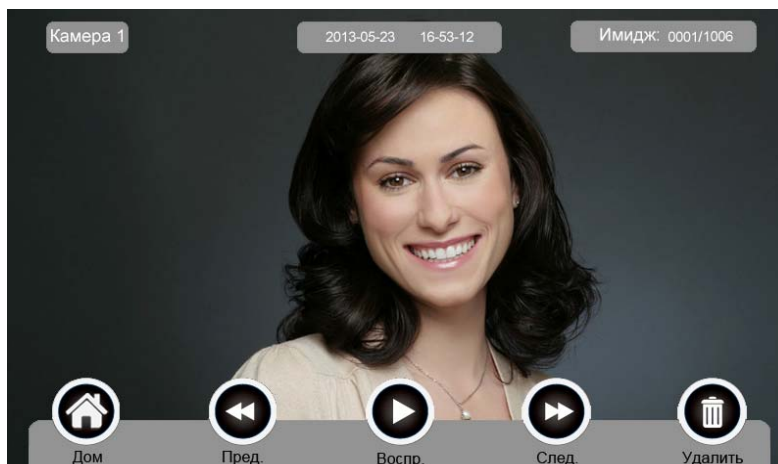 Камера 1
2013-05-23 16-53-12
Имидж: 0001/1006
Дом
Пред.
Воспр.
След.
Удалить